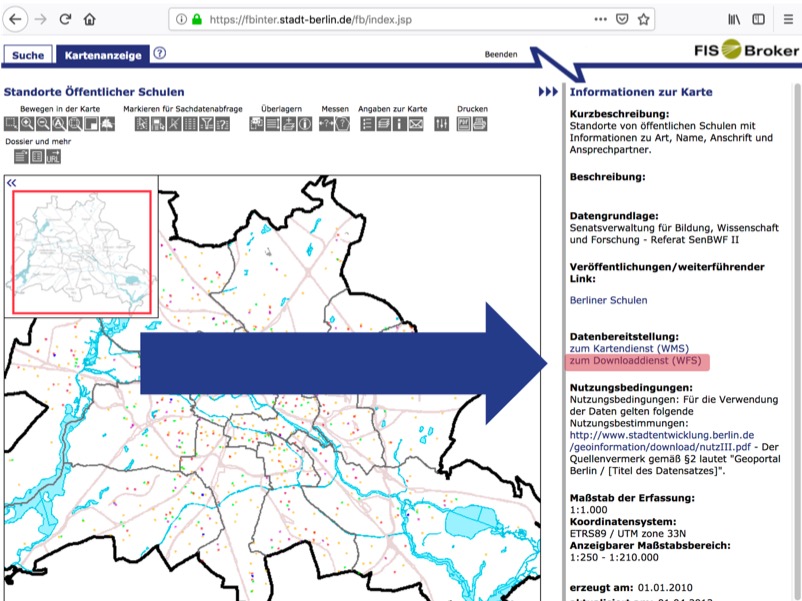 https://fbinter.stadt-berlin.de/fb/index.jsp
Suche
Kartenanzeige
Beenden
FIS Broker
Standorte Öffentlicher Schulen
Bewegen in der Karte
Markieren für Sachdatenabfrage
Überlagern
Messen
Angaben zur Karte
Drucken
Dossier und mehr
URL
Informationen zur Karte
Kurzbeschreibung:
Standorte von öffentlichen Schulen mit
Informationen zu Art, Name, Anschrift und
Ansprechpartner.
Beschreibung:
Datengrundlage:
Senatsverwaltung für Bildung, Wissenschaft
und Forschung - Referat SenBWF II
Veröffentlichungen/weiterführender
Link:
Berliner Schulen
Datenbereitstellung:
zum Kartendienst (WMS)
zum Downloaddienst (WFS)
Nutzungsbedingungen:
Nutzungsbedingungen: Für die Verwendung
der Daten gelten folgende
Nutzungsbestimmungen:
http://www.stadtentwicklung.berlin.de
/geoinformation/download/nutzIII.pdf - Der
Quellenverweis gemäß §2 lautet "Geoportal
Berlin / [Titel des Datensatzes]".
Maßstab der Erfassung:
1:1.000
Koordinatensystem:
ETRS89 / UTM zone 33N
Anzeigbarer Maßstabsbereich:
1:250 - 1:210.000
erzeugt am: 01.01.2010